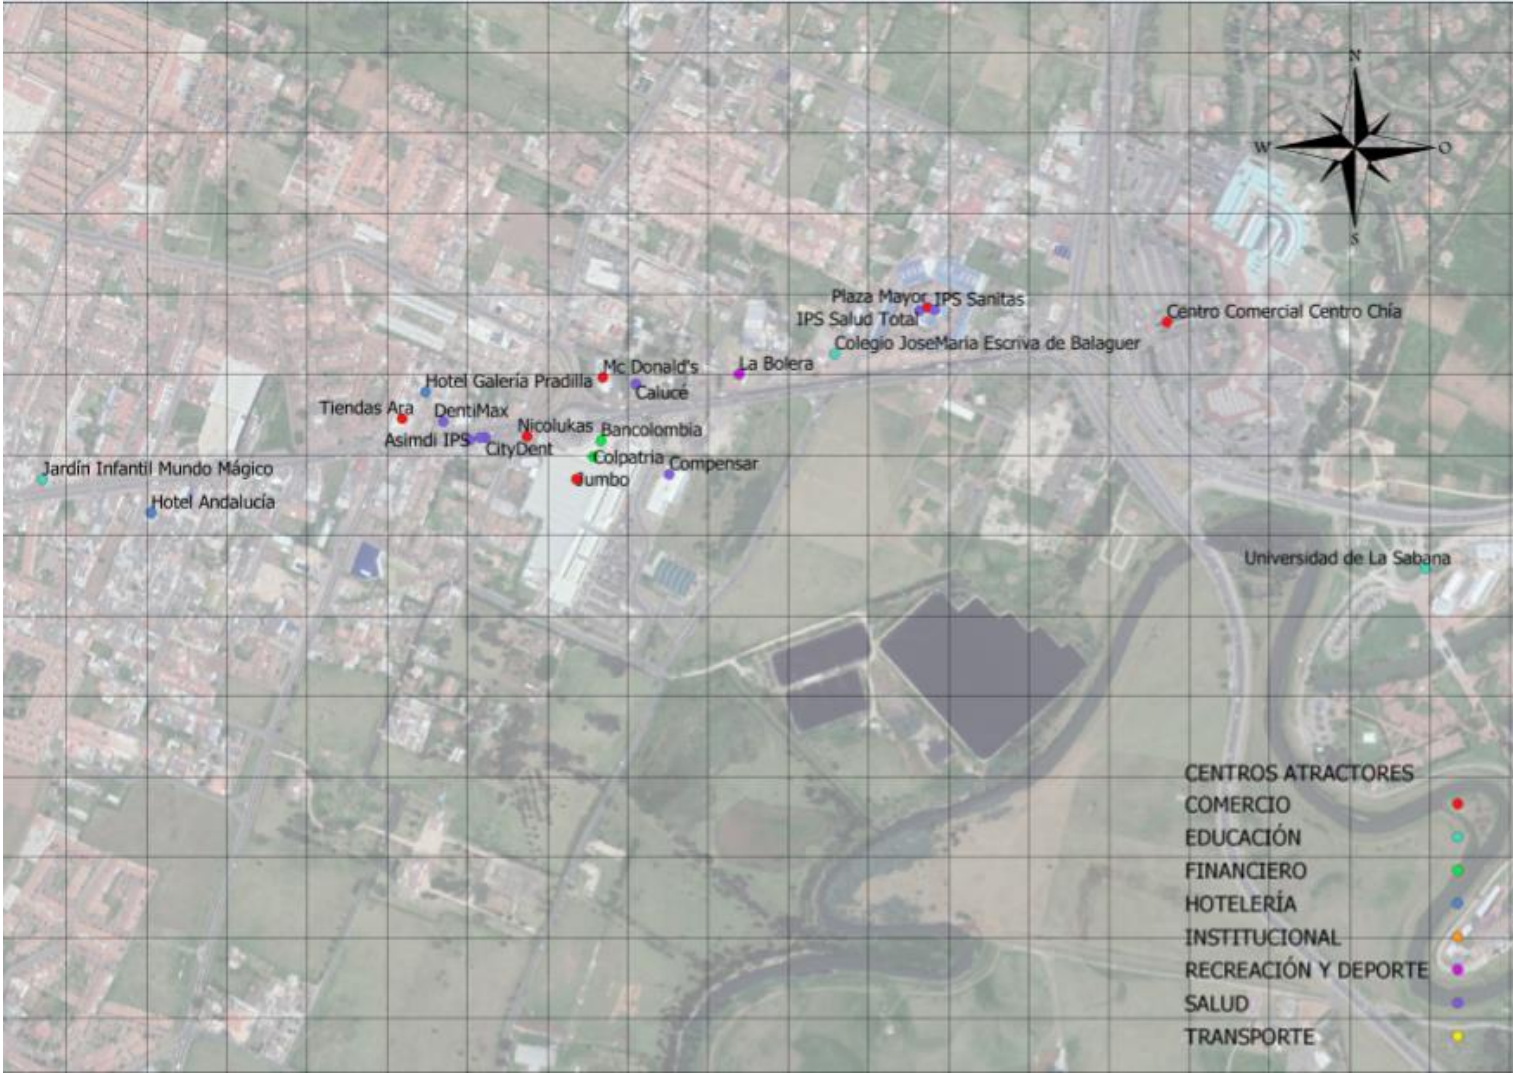 N
W
O
S
Plaza Mayor
IPS Sanitas
IPS Salud Total
Centro Comercial Centro Chía
Colegio JoseMaria Escriva de Balaguer
Mc Donald's
La Bolera
Hotel Galería Pradilla
Calucé
Tiendas Ara
DentiMax
Nicolukas
Bancolombia
Asimdi IPS
CityDent
Colpatria
Compensar
Jardín Infantil Mundo Mágico
Jumbo
Hotel Andalucía
Universidad de La Sabana
CENTROS ATRACTORES
COMERCIO
EDUCACIÓN
FINANCIERO
HOTELERÍA
INSTITUCIONAL
RECREACIÓN Y DEPORTE
SALUD
TRANSPORTE